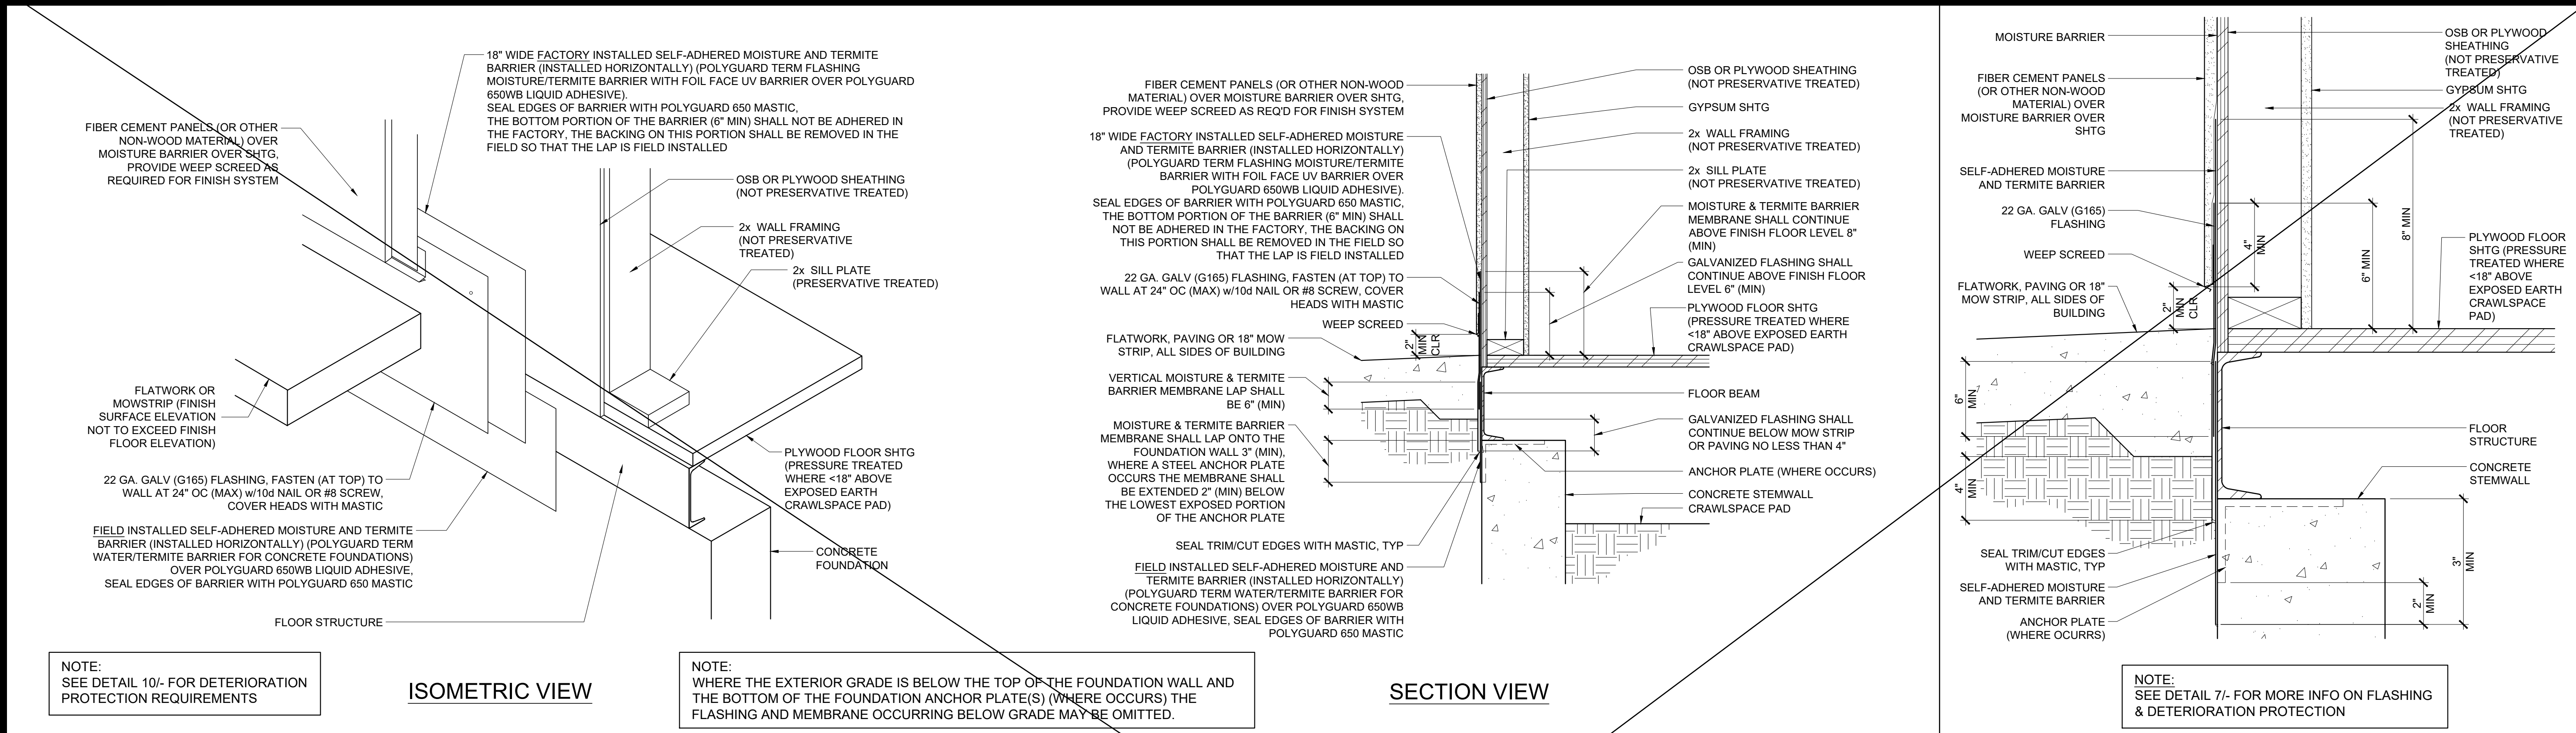 18" WIDE FACTORY INSTALLED SELF-ADHERED MOISTURE AND TERMITE
BARRIER (INSTALLED HORIZONTALLY) (POLYGUARD TERM FLASHING
MOISTURE/TERMITE BARRIER WITH FOIL FACE UV BARRIER OVER POLYGUARD
650WB LIQUID ADHESIVE).
SEAL EDGES OF BARRIER WITH POLYGUARD 650 MASTIC,
THE BOTTOM PORTION OF THE BARRIER (6" MIN) SHALL NOT BE ADHERED IN
THE FACTORY, THE BACKING ON THIS PORTION SHALL BE REMOVED IN THE
FIELD SO THAT THE LAP IS FIELD INSTALLED
FIBER CEMENT PANELS (OR OTHER
NON-WOOD MATERIAL) OVER
MOISTURE BARRIER OVER SHTG,
PROVIDE WEEP SCREED AS
REQUIRED FOR FINISH SYSTEM
OSB OR PLYWOOD SHEATHING
(NOT PRESERVATIVE TREATED)
2x WALL FRAMING
(NOT PRESERVATIVE
TREATED)
2x SILL PLATE
(PRESERVATIVE TREATED)
FLATWORK OR
MOWSTRIP (FINISH
SURFACE ELEVATION
NOT TO EXCEED FINISH
FLOOR ELEVATION)
PLYWOOD FLOOR SHTG
(PRESSURE TREATED
WHERE <18" ABOVE
EXPOSED EARTH
CRAWLSPACE PAD)
22 GA. GALV (G165) FLASHING, FASTEN (AT TOP) TO
WALL AT 24" OC (MAX) w/10d NAIL OR #8 SCREW,
COVER HEADS WITH MASTIC
FIELD INSTALLED SELF-ADHERED MOISTURE AND TERMITE
BARRIER (INSTALLED HORIZONTALLY) (POLYGUARD TERM
WATER/TERMITE BARRIER FOR CONCRETE FOUNDATIONS)
OVER POLYGUARD 650WB LIQUID ADHESIVE,
SEAL EDGES OF BARRIER WITH POLYGUARD 650 MASTIC
CONCRETE
FOUNDATION
FLOOR STRUCTURE
NOTE:
SEE DETAIL 10/- FOR DETERIORATION
PROTECTION REQUIREMENTS
ISOMETRIC VIEW
FIBER CEMENT PANELS (OR OTHER NON-WOOD
MATERIAL) OVER MOISTURE BARRIER OVER SHTG,
PROVIDE WEEP SCREED AS REQ'D FOR FINISH SYSTEM
18" WIDE FACTORY INSTALLED SELF-ADHERED MOISTURE
AND TERMITE BARRIER (INSTALLED HORIZONTALLY)
(POLYGUARD TERM FLASHING MOISTURE/TERMITE
BARRIER WITH FOIL FACE UV BARRIER OVER
POLYGUARD 650WB LIQUID ADHESIVE).
SEAL EDGES OF BARRIER WITH POLYGUARD 650 MASTIC,
THE BOTTOM PORTION OF THE BARRIER (6" MIN) SHALL
NOT BE ADHERED IN THE FACTORY, THE BACKING ON
THIS PORTION SHALL BE REMOVED IN THE FIELD SO
THAT THE LAP IS FIELD INSTALLED
22 GA. GALV (G165) FLASHING, FASTEN (AT TOP) TO
WALL AT 24" OC (MAX) w/10d NAIL OR #8 SCREW, COVER
HEADS WITH MASTIC
WEEP SCREED
FLATWORK, PAVING OR 18" MOW
STRIP, ALL SIDES OF BUILDING
2"
MIN
CLR
VERTICAL MOISTURE & TERMITE
BARRIER MEMBRANE LAP SHALL
BE 6" (MIN)
MOISTURE & TERMITE BARRIER
MEMBRANE SHALL LAP ONTO THE
FOUNDATION WALL 3" (MIN),
WHERE A STEEL ANCHOR PLATE
OCCURS THE MEMBRANE SHALL
BE EXTENDED 2" (MIN) BELOW
THE LOWEST EXPOSED PORTION
OF THE ANCHOR PLATE
SEAL TRIM/CUT EDGES WITH MASTIC, TYP
FIELD INSTALLED SELF-ADHERED MOISTURE AND
TERMITE BARRIER (INSTALLED HORIZONTALLY)
(POLYGUARD TERM WATER/TERMITE BARRIER FOR
CONCRETE FOUNDATIONS) OVER POLYGUARD 650WB
LIQUID ADHESIVE, SEAL EDGES OF BARRIER WITH
POLYGUARD 650 MASTIC
OSB OR PLYWOOD SHEATHING
(NOT PRESERVATIVE TREATED)
GYPSUM SHTG
2x WALL FRAMING
(NOT PRESERVATIVE TREATED)
2x SILL PLATE
(NOT PRESERVATIVE TREATED)
MOISTURE & TERMITE BARRIER
MEMBRANE SHALL CONTINUE
ABOVE FINISH FLOOR LEVEL 8"
(MIN)
GALVANIZED FLASHING SHALL
CONTINUE ABOVE FINISH FLOOR
LEVEL 6" (MIN)
PLYWOOD FLOOR SHTG
(PRESSURE TREATED WHERE
<18" ABOVE EXPOSED EARTH
CRAWLSPACE PAD)
FLOOR BEAM
GALVANIZED FLASHING SHALL
CONTINUE BELOW MOW STRIP
OR PAVING NO LESS THAN 4"
ANCHOR PLATE (WHERE OCCURS)
CONCRETE STEMWALL
CRAWLSPACE PAD
NOTE:
WHERE THE EXTERIOR GRADE IS BELOW THE TOP OF THE FOUNDATION WALL AND
THE BOTTOM OF THE FOUNDATION ANCHOR PLATE(S) (WHERE OCCURS) THE
FLASHING AND MEMBRANE OCCURRING BELOW GRADE MAY BE OMITTED.
SECTION VIEW
MOISTURE BARRIER
FIBER CEMENT PANELS
(OR OTHER NON-WOOD
MATERIAL) OVER
MOISTURE BARRIER OVER
SHTG
SELF-ADHERED MOISTURE
AND TERMITE BARRIER
22 GA. GALV (G165)
FLASHING
WEEP SCREED
FLATWORK, PAVING OR 18"
MOW STRIP, ALL SIDES OF
BUILDING
6"
MIN
4"
MIN
SEAL TRIM/CUT EDGES
WITH MASTIC, TYP
SELF-ADHERED MOISTURE
AND TERMITE BARRIER
ANCHOR PLATE
(WHERE OCURRS)
2"
MIN
CLR
4"
MIN
6" MIN
8" MIN
OSB OR PLYWOOD
SHEATHING
(NOT PRESERVATIVE
TREATED)
GYPSUM SHTG
2x WALL FRAMING
(NOT PRESERVATIVE
TREATED)
PLYWOOD FLOOR
SHTG (PRESSURE
TREATED WHERE
<18" ABOVE
EXPOSED EARTH
CRAWLSPACE
PAD)
FLOOR
STRUCTURE
CONCRETE
STEMWALL
3"
MIN
2"
MIN
NOTE:
SEE DETAIL 7/- FOR MORE INFO ON FLASHING
& DETERIORATION PROTECTION